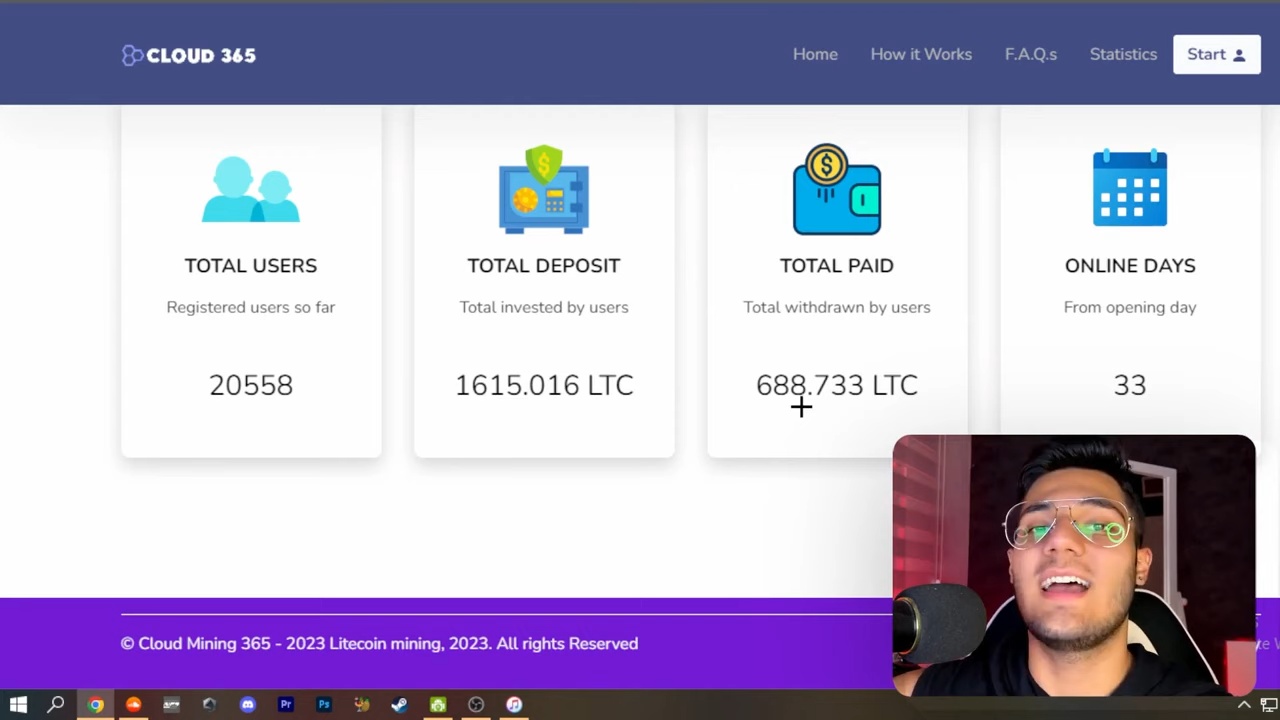 CLOUD 365
Home
How it Works
F.A.Q.s
Statistics
Start
TOTAL USERS
Registered users so far
20558
TOTAL DEPOSIT
Total invested by users
1615.016 LTC
TOTAL PAID
Total withdrawn by users
688.733 LTC
ONLINE DAYS
From opening day
33
© Cloud Mining 365 - 2023 Litecoin mining, 2023. All rights Reserved